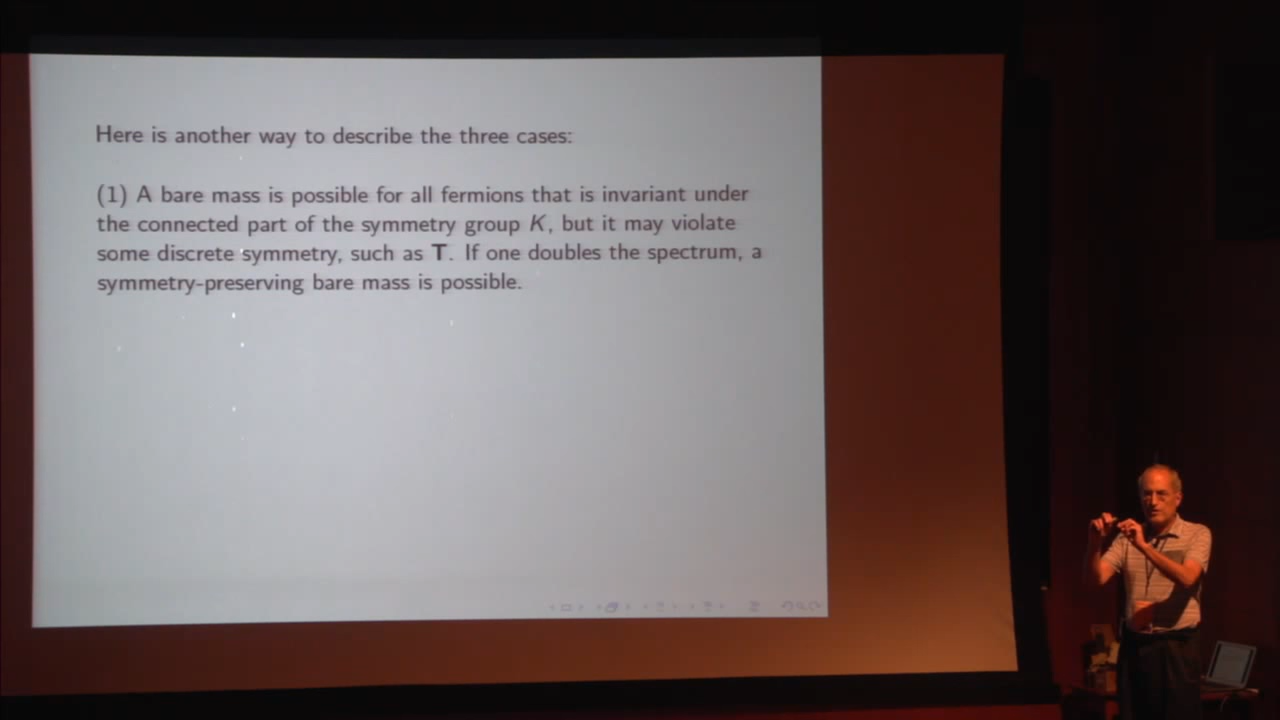 Here is another way to describe the three cases:
(1) A bare mass is possible for all fermions that is invariant under
the connected part of the symmetry group K, but it may violate
some discrete symmetry, such as T. If one doubles the spectrum, a
symmetry-preserving bare mass is possible.